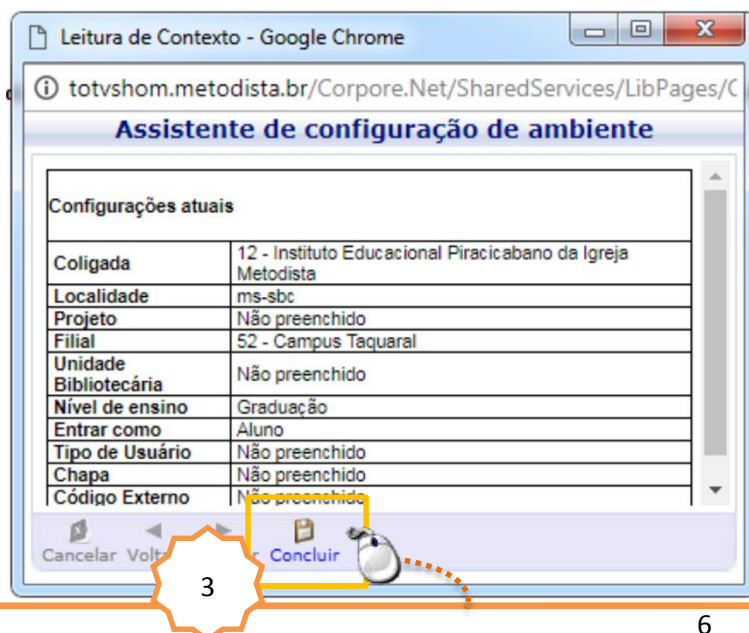 Leitura de Contexto - Google Chrome
totvshom.metodista.br/Corpore.Net/SharedServices/LibPages/C
Assistente de configuração de ambiente
Configurações atuais
Coligada 12 - Instituto Educacional Piracicabano da Igreja
Metodista
Localidade ms-sbc
Projeto Não preenchido
Filial 52 - Campus Taquaral
Unidade
Bibliotecária Não preenchido
Nível de ensino Graduação
Entrar como Aluno
Tipo de Usuário Não preenchido
Chapa Não preenchido
Código Externo Não preenchido
Cancelar Concluir
3
6